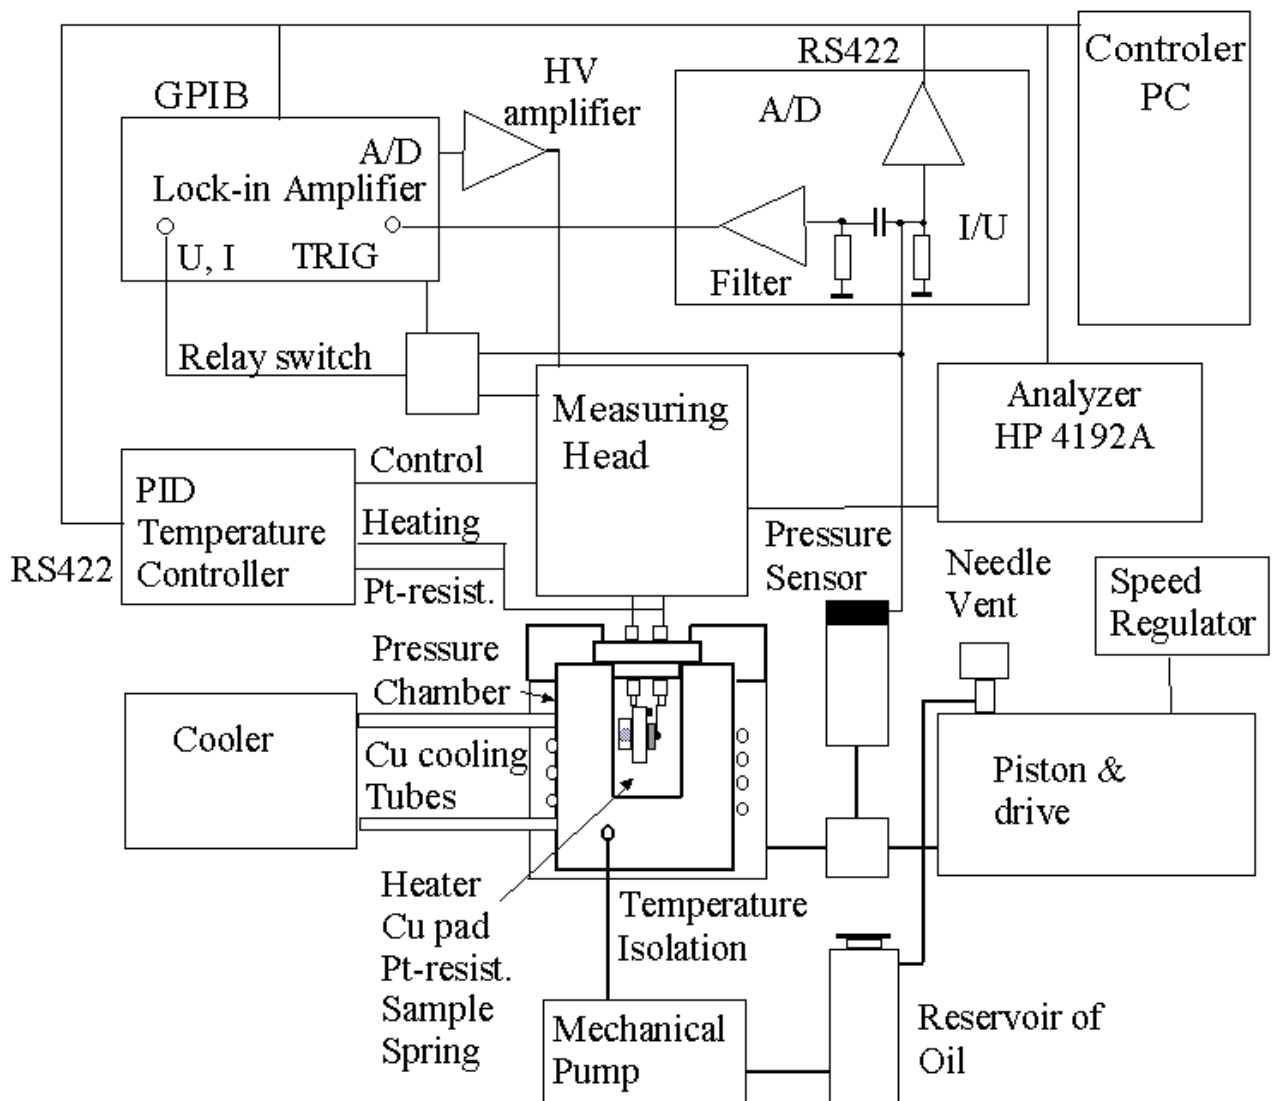 RS422
Controler
PC
HV
amplifier
GPIB
A/D
A/D
Lock-in Amplifier
U, I
TRIG
Filter
I/U
Relay switch
Measuring
Head
Analyzer
HP 4192A
Control
PID
Temperature
Controller
Heating
Pt-resist.
RS422
Pressure
Sensor
Needle
Vent
Speed
Regulator
Pressure
Chamber
Cooler
Cu cooling
Tubes
Piston &
drive
Heater
Cu pad
Pt-resist.
Sample
Spring
Temperature
Isolation
Mechanical
Pump
Reservoir of
Oil